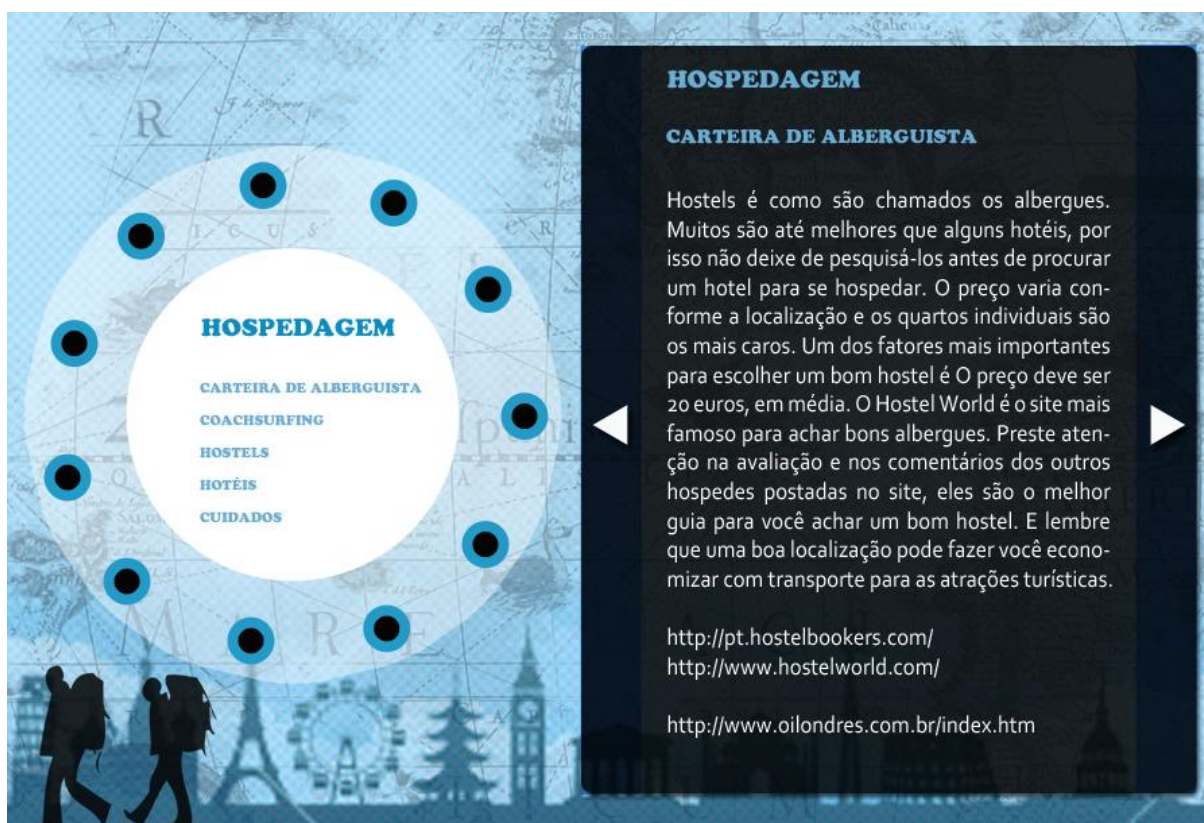 HOSPEDAGEM
CARTEIRA DE ALBERGUISTA
COACHSURFING
HOSTELS
HOTÉIS
CUIDADOS
HOSPEDAGEM
CARTEIRA DE ALBERGUISTA
Hostels é como são chamados os albergues.
Muitos são até melhores que alguns hotéis, por
isso não deixe de pesquisá-los antes de procurar
um hotel para se hospedar. O preço varia con-
forme a localização e os quartos individuais são
os mais caros. Um dos fatores mais importantes
para escolher um bom hostel é O preço deve ser
20 euros, em média. O Hostel World é o site mais
famoso para achar bons albergues. Preste aten-
ção na avaliação e nos comentários dos outros
hospedes postadas no site, eles são o melhor
guia para você achar um bom hostel. E lembre
que uma boa localização pode fazer você econo-
mizar com transporte para as atrações turísticas.
http://pt.hostelbookers.com/
http://www.hostelworld.com/
http://www.oilondres.com.br/index.htm